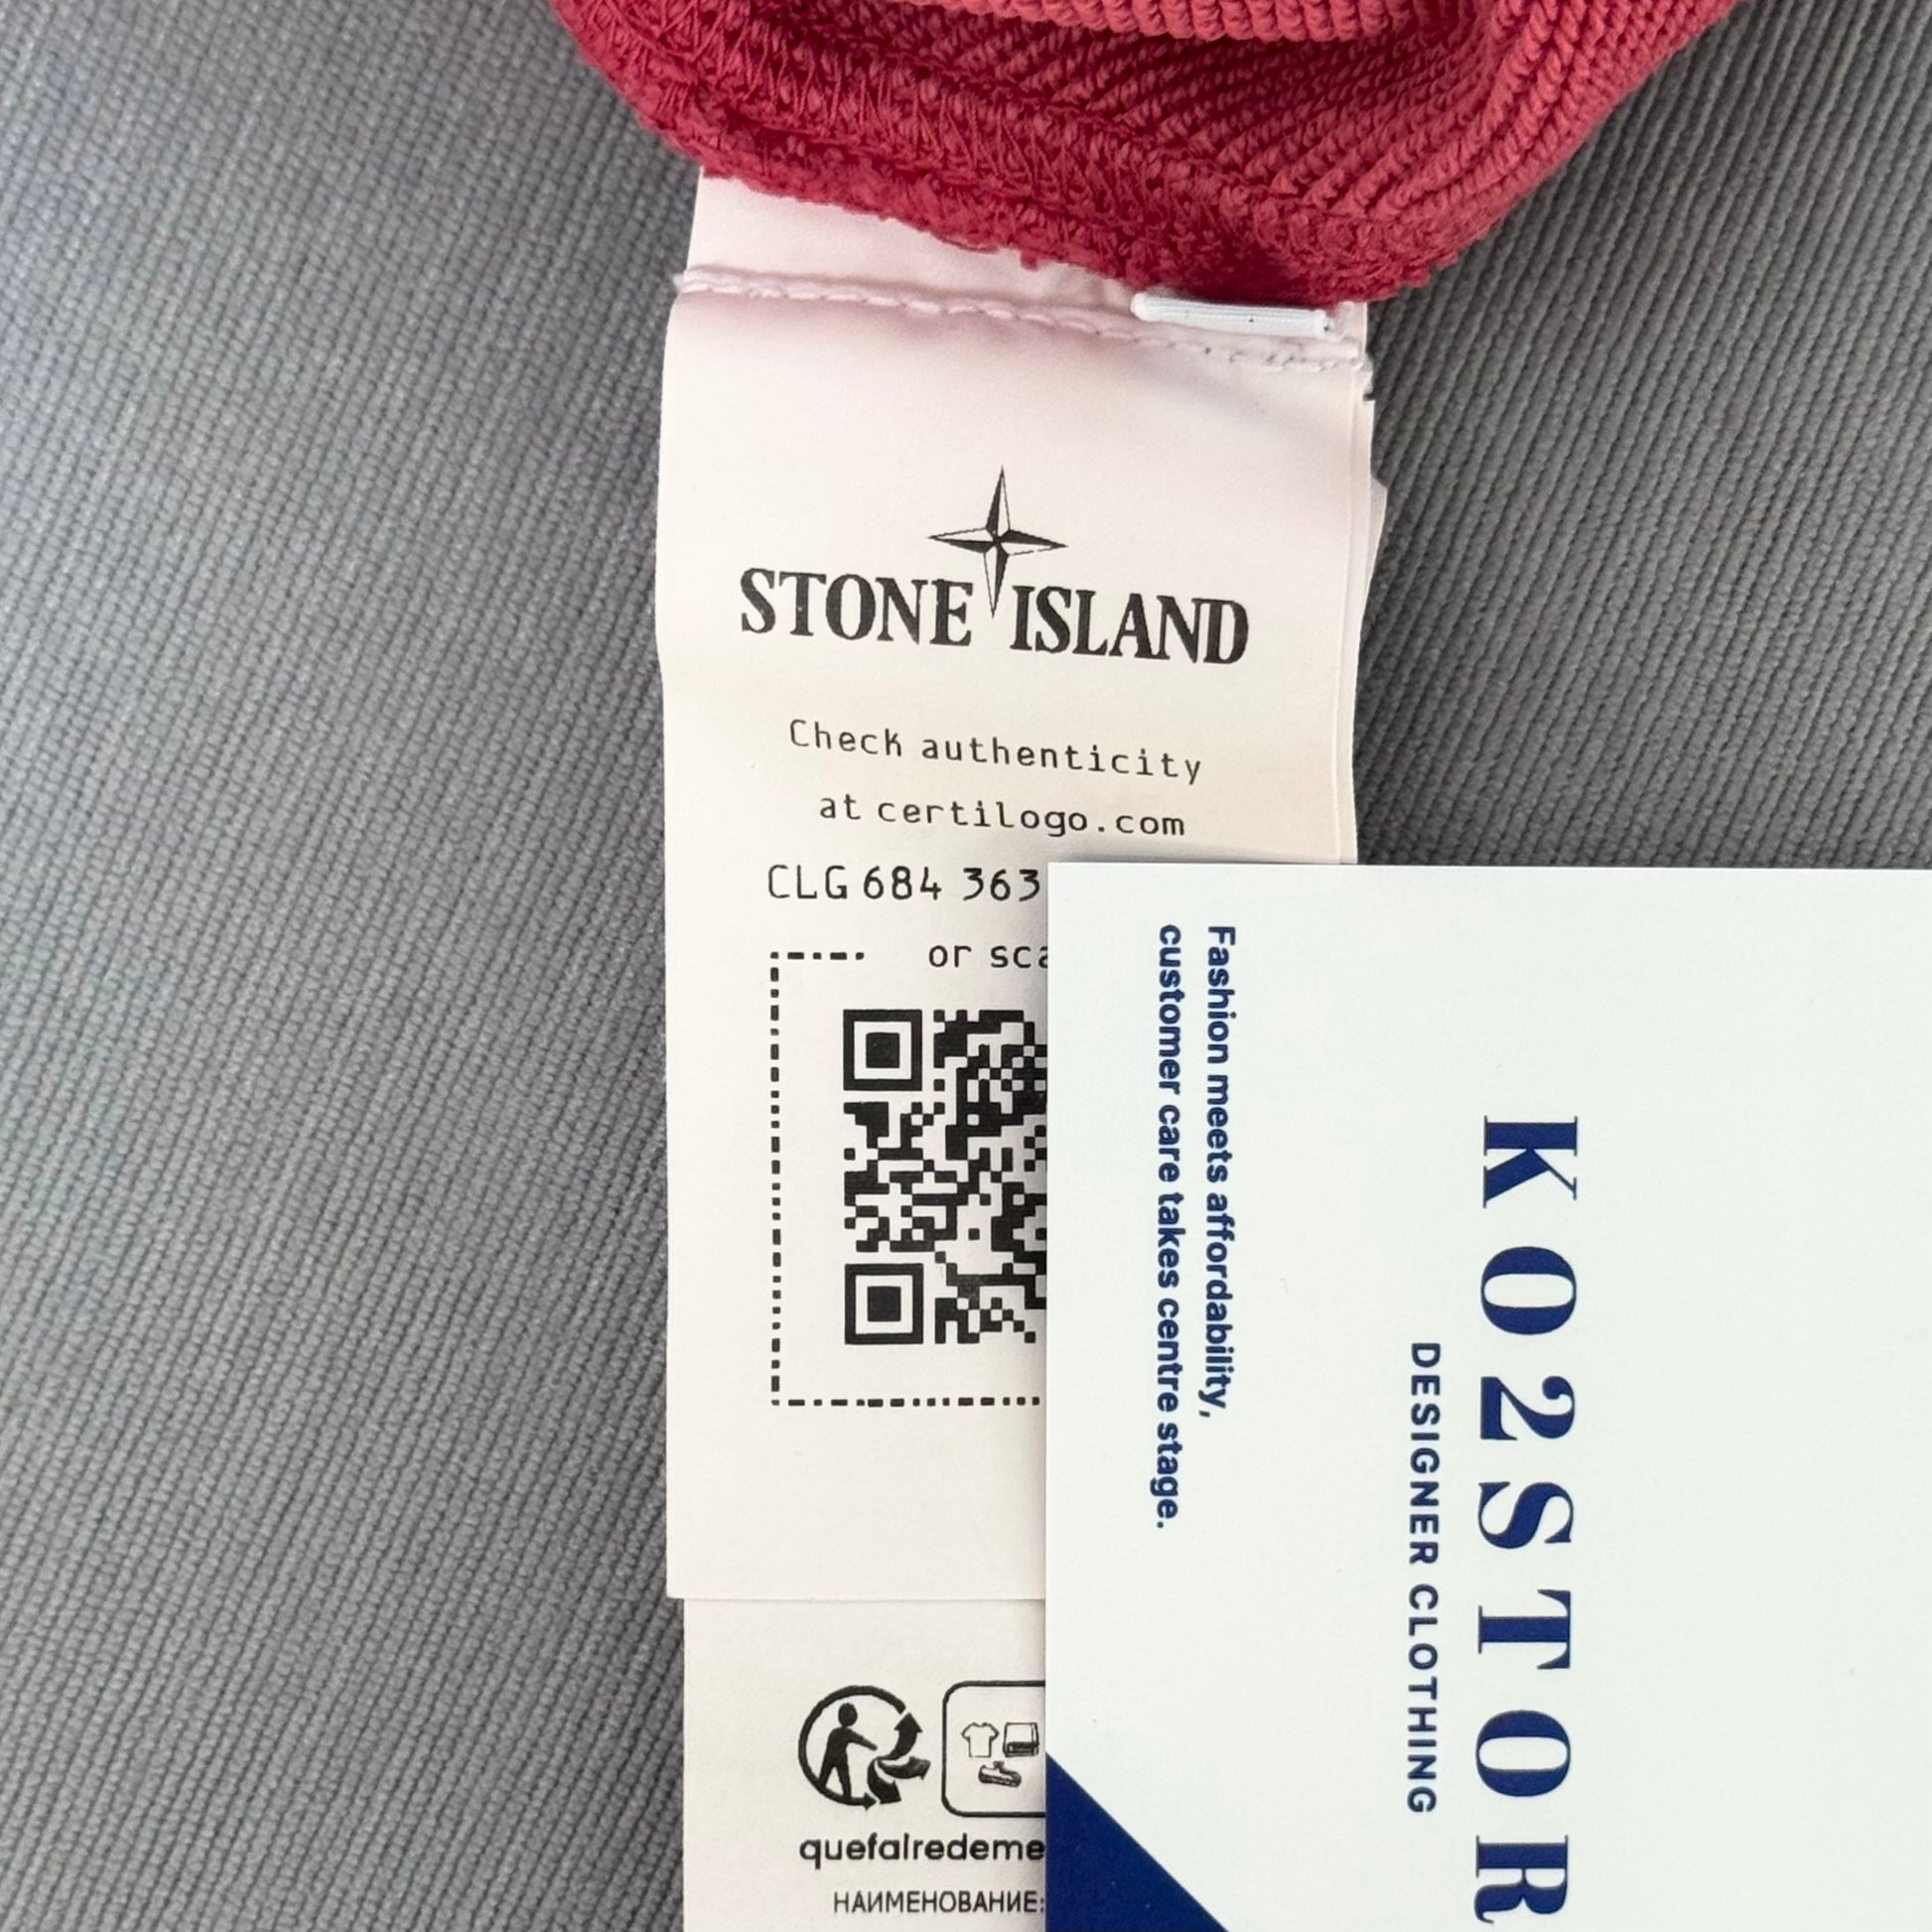 STONE ISLAND
Check authenticity
at certilogo.com
CLG 684 363
or sca
quefairedeme
НАИМЕНОВАНИЕ:
Fashion meets affordability,
customer care takes centre stage.
KO2STOR
DESIGNER CLOTHING